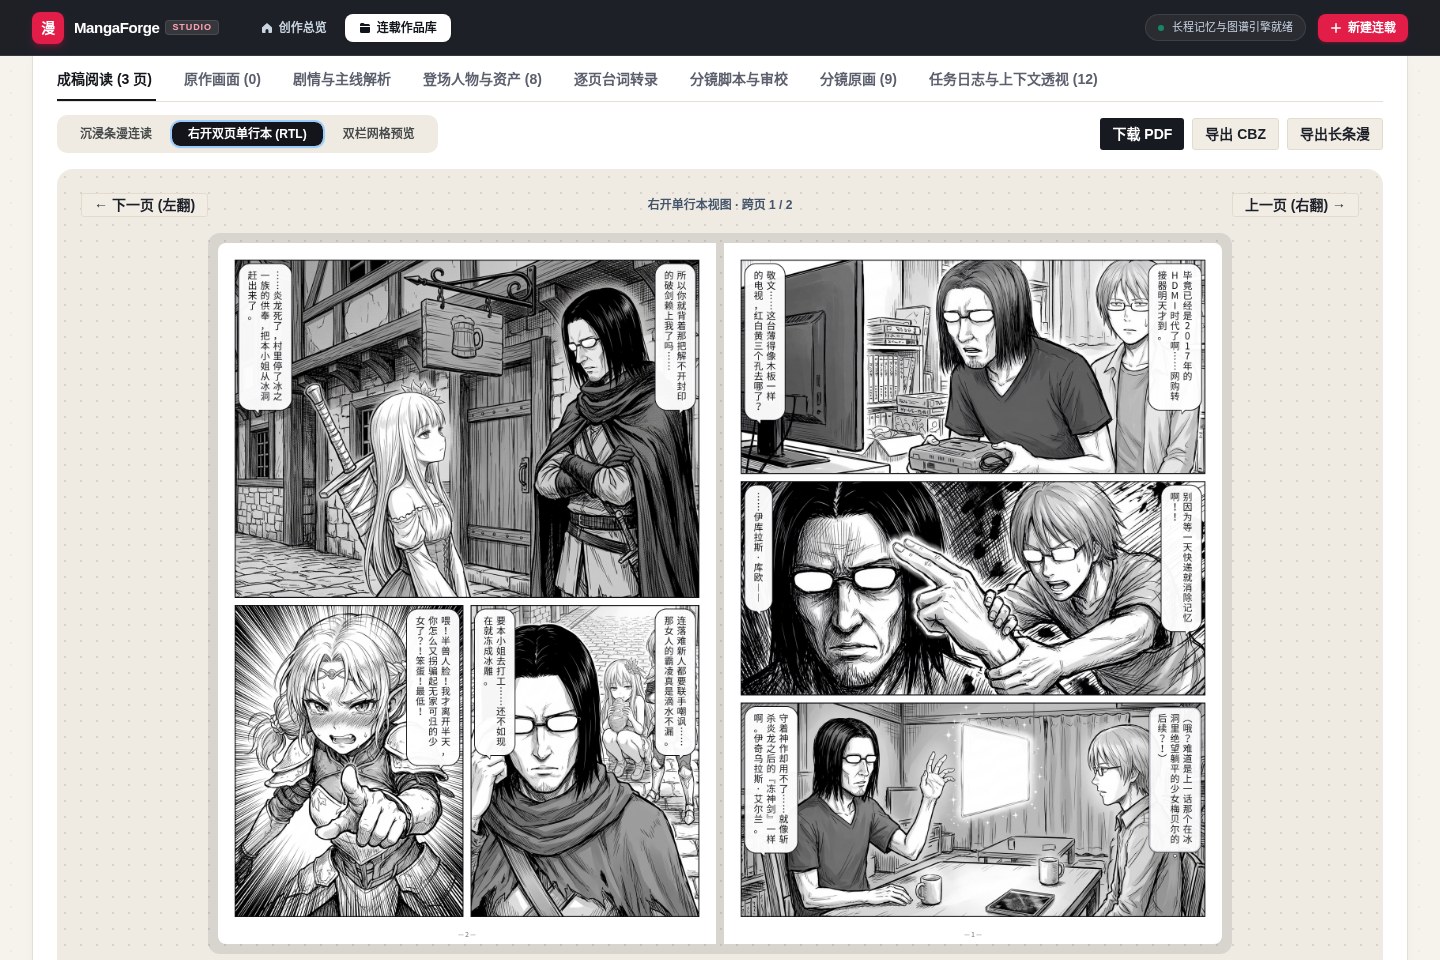 漫 MangaForge STUDIO 创作总览 连载作品库 长程记忆与图谱引擎就绪 + 新建连载
成稿阅读 (3 页) 原作画面 (0) 剧情与主线解析 登场人物与资产 (8) 逐页台词转录 分镜脚本与审校 分镜原画 (9) 任务日志与上下文透视 (12)
沉浸条漫连读 右开双页单行本 (RTL) 双栏网格预览 下载 PDF 导出 CBZ 导出长条漫
← 下一页 (左翻) 右开单行本视图 · 跨页 1 / 2 上一页 (右翻) →
毕竟已经是2017年的
HDMI时代了啊……网购转
接器明天才到。
敬文……这台薄得像木板一样
的电视,红白黄三个孔去哪了?
别因为等一天快递就消除记忆
啊!!
……伊库拉斯·库欧——
(哦?难道是上一话那个在冰
洞里绝望躺平的少女梅贝尔的
后续?!)
守着神作却用不了……就像斩
杀炎龙之后的『冻神剑』一样
啊。伊奇乌拉斯·艾尔兰。
—1—
所以你就背着那把解不开封印
的破剑赖上我了吗……
……炎龙死了,村里停了冰之
一族的供奉,把本小姐从冰洞
赶出来了。
连落难新人都要联手嘲讽……
那女人的霸凌真是滴水不漏。
要本小姐去打工……还不如现
在就冻成冰雕。
喂!半兽人脸!我才离开半天,
你怎么又拐骗起无家可归的少
女了?!笨蛋!最低!
—2—